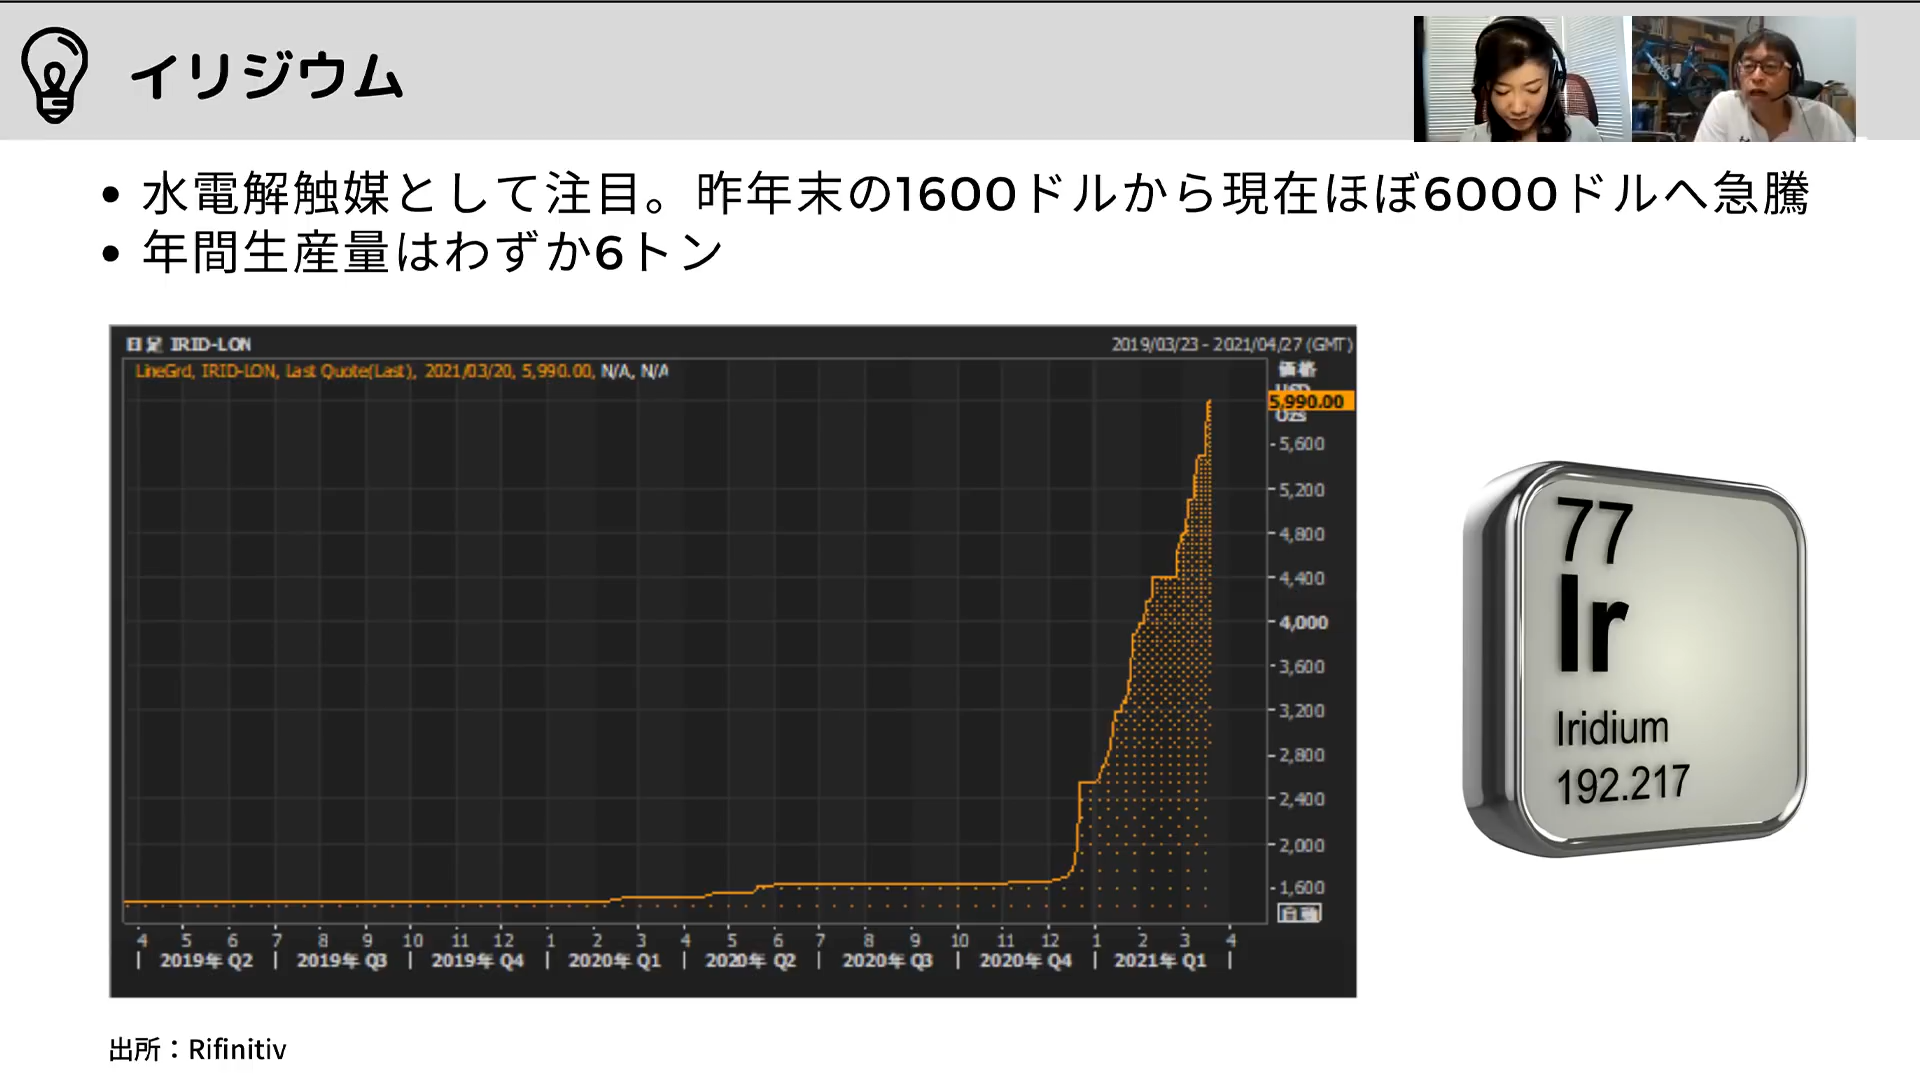 イリジウム
• 水電解触媒として注目。昨年末の1600ドルから現在ほぼ6000ドルへ急騰
• 年間生産量はわずか6トン
日足 IRID-LON
2019/03/23 - 2021/04/27 (GMT)
LineGrd, IRID-LON, Last Quote(Last), 2021/03/20, 5,990.00, N/A, N/A
価格
USD
5,990.00
Ozs
5,600
5,200
4,800
4,400
4,000
3,600
3,200
2,800
2,400
2,000
1,600
自動
4 5 6 7 8 9 10 11 12 1 2 3 4 5 6 7 8 9 10 11 12 1 2 3 4
2019年 Q2 2019年 Q3 2019年 Q4 2020年 Q1 2020年 Q2 2020年 Q3 2020年 Q4 2021年 Q1
77
Ir
Iridium
192.217
出所：Rifinitiv